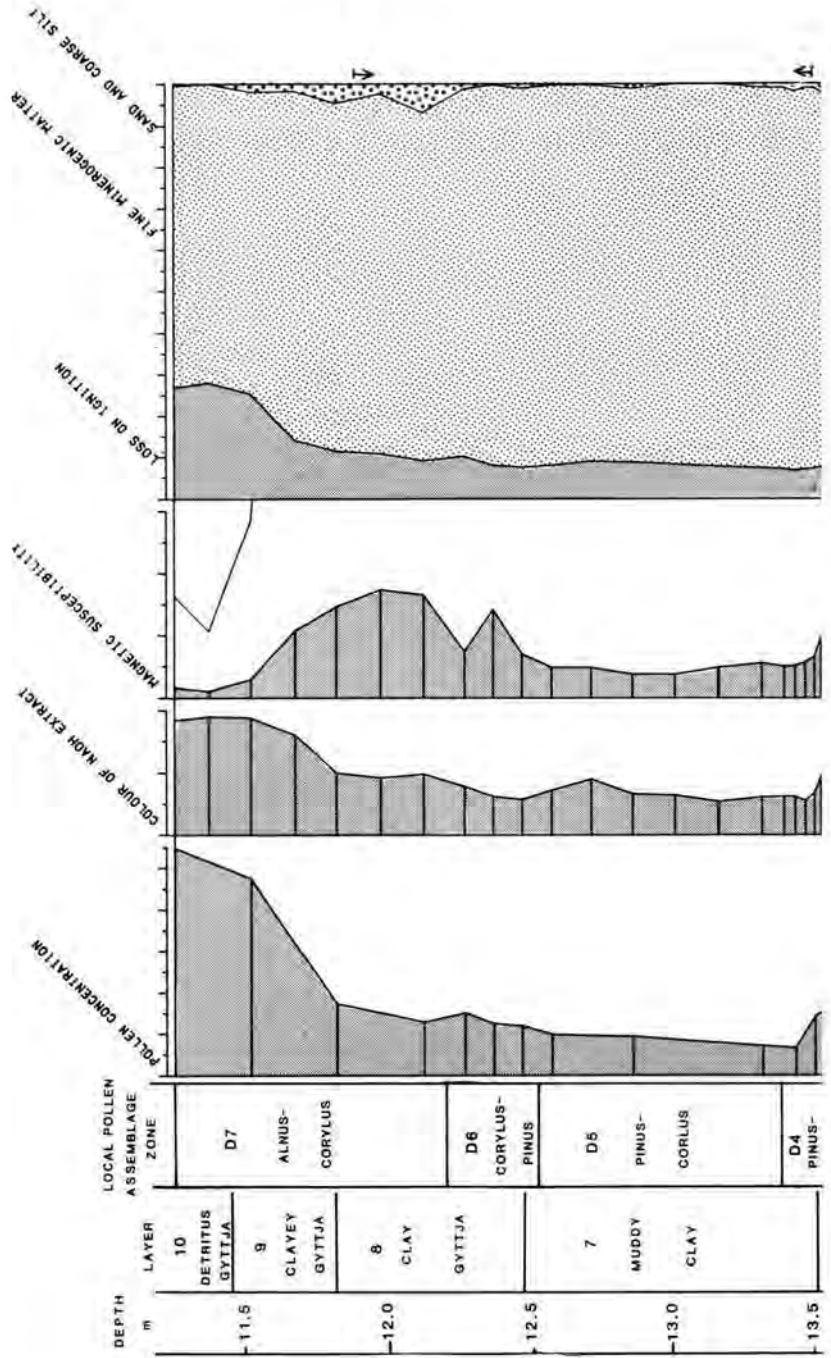 DEPTH
m
11.5
12.0
12.5
13.0
13.5
LAYER
10
DETRITUS
GYTTJA
9
CLAYEY
GYTTJA
8
CLAY
GYTTJA
7
MUDDY
CLAY
LOCAL POLLEN
ASSEMBLAGE
ZONE
D7
ALNUS-
CORYLUS
D6
CORYLUS-
PINUS
D5
PINUS-
CORLUS
D4
PINUS-
POLLEN CONCENTRATION
COLOUR OF NAOH EXTRACT
MAGNETIC SUSCEPTIBILITY
LOSS ON IGNITION
FINE MINEROGENIC MATTER
SAND AND COARSE SILT